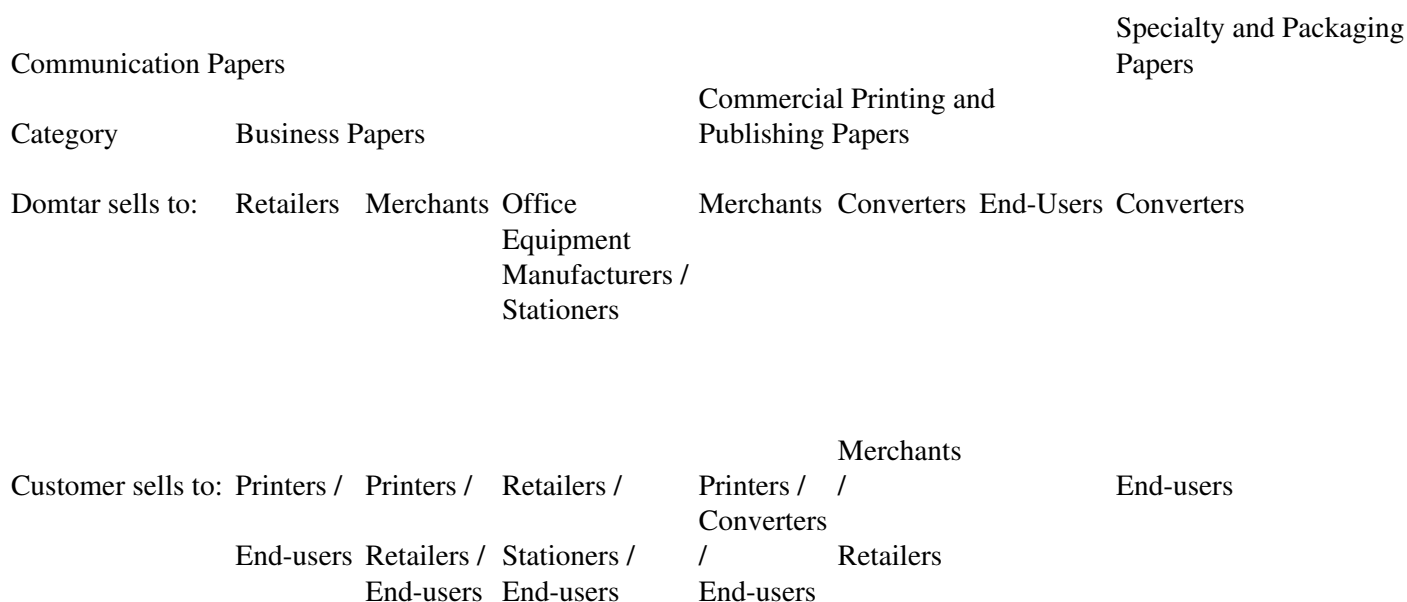 Specialty and Packaging
Communication Papers Papers
Commercial Printing and
Category Business Papers Publishing Papers
Domtar sells to: Retailers Merchants Office Merchants Converters End-Users Converters
Equipment
Manufacturers /
Stationers
Merchants
Customer sells to: Printers / Printers / Retailers / Printers / / End-users
Converters
End-users Retailers / Stationers / / Retailers
End-users End-users End-users